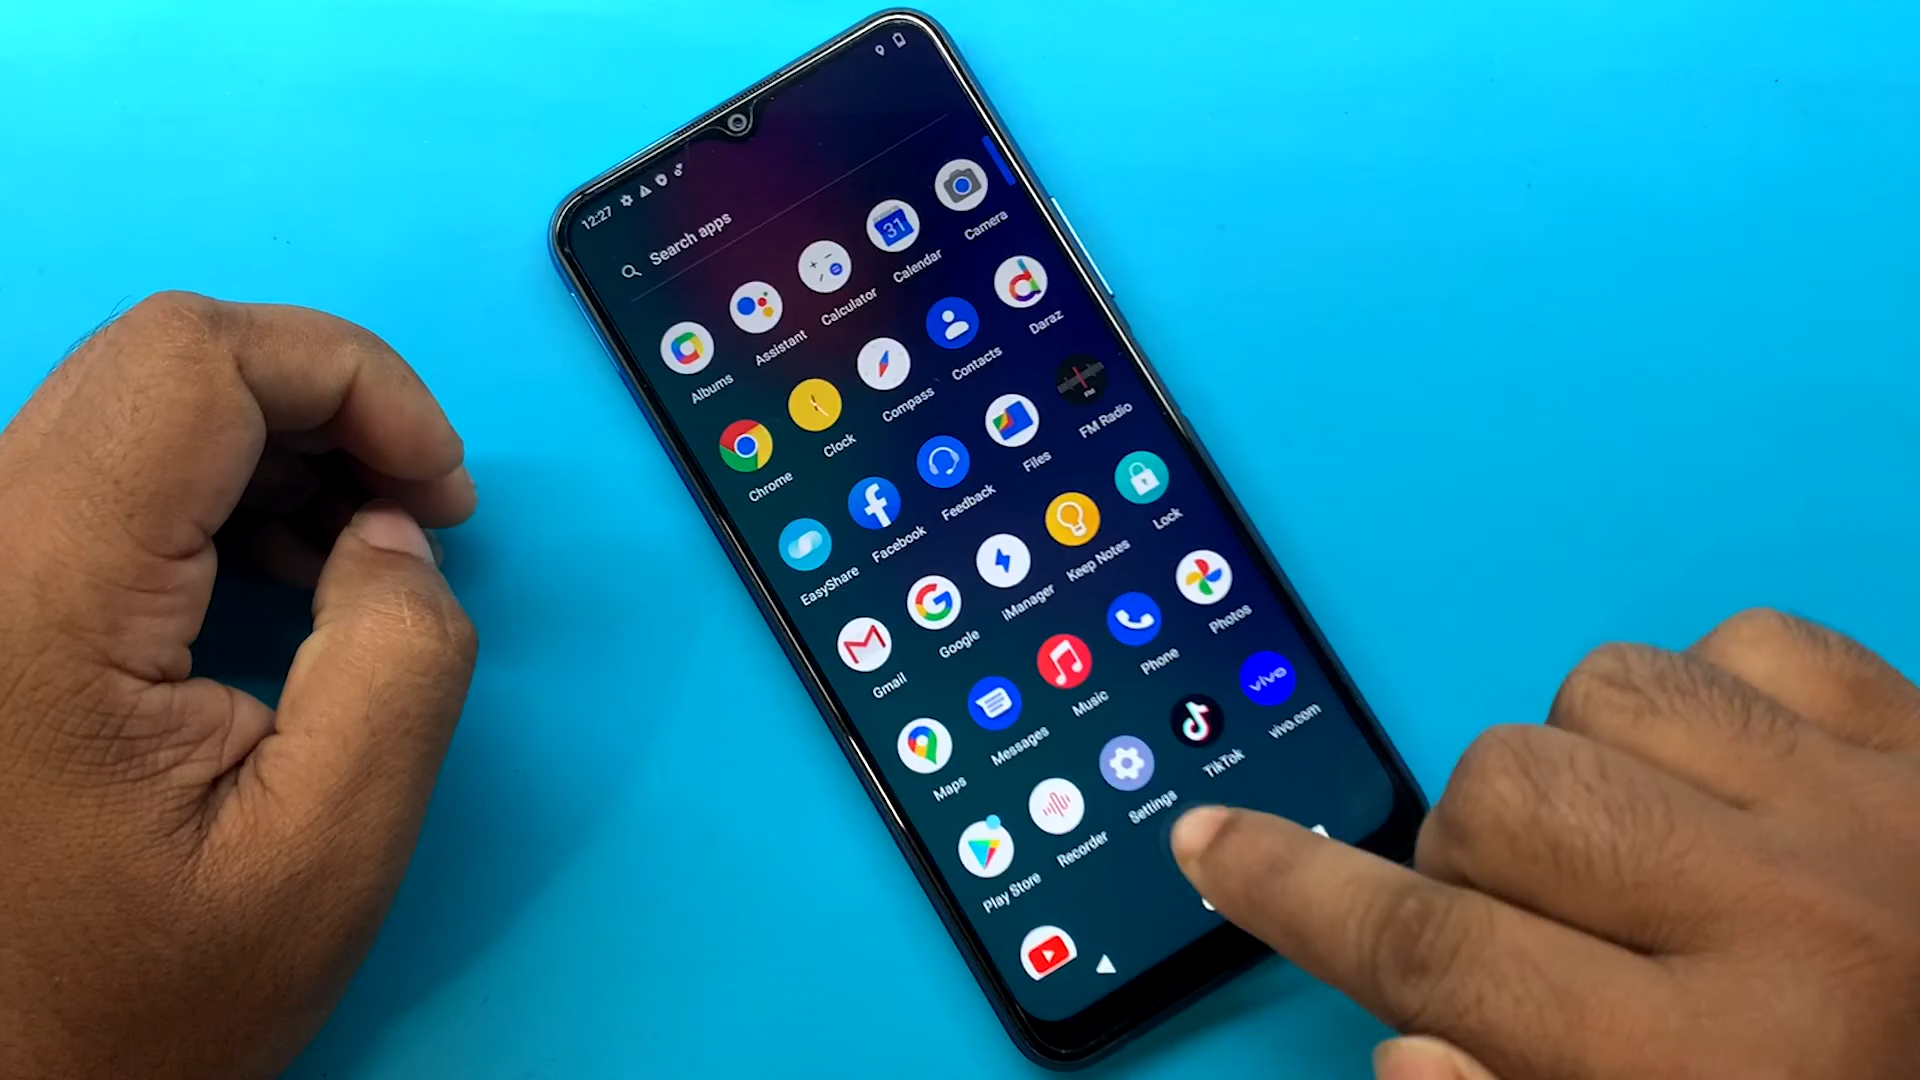 12:27
Search apps
31
Albums
Assistant
Calculator
Calendar
Camera
Chrome
Clock
Compass
Contacts
Daraz
FM
EasyShare
Facebook
Feedback
Files
FM Radio
Gmail
Google
iManager
Keep Notes
Lock
Maps
Messages
Music
Phone
Photos
vivo
Play Store
Recorder
Settings
TikTok
vivo.com